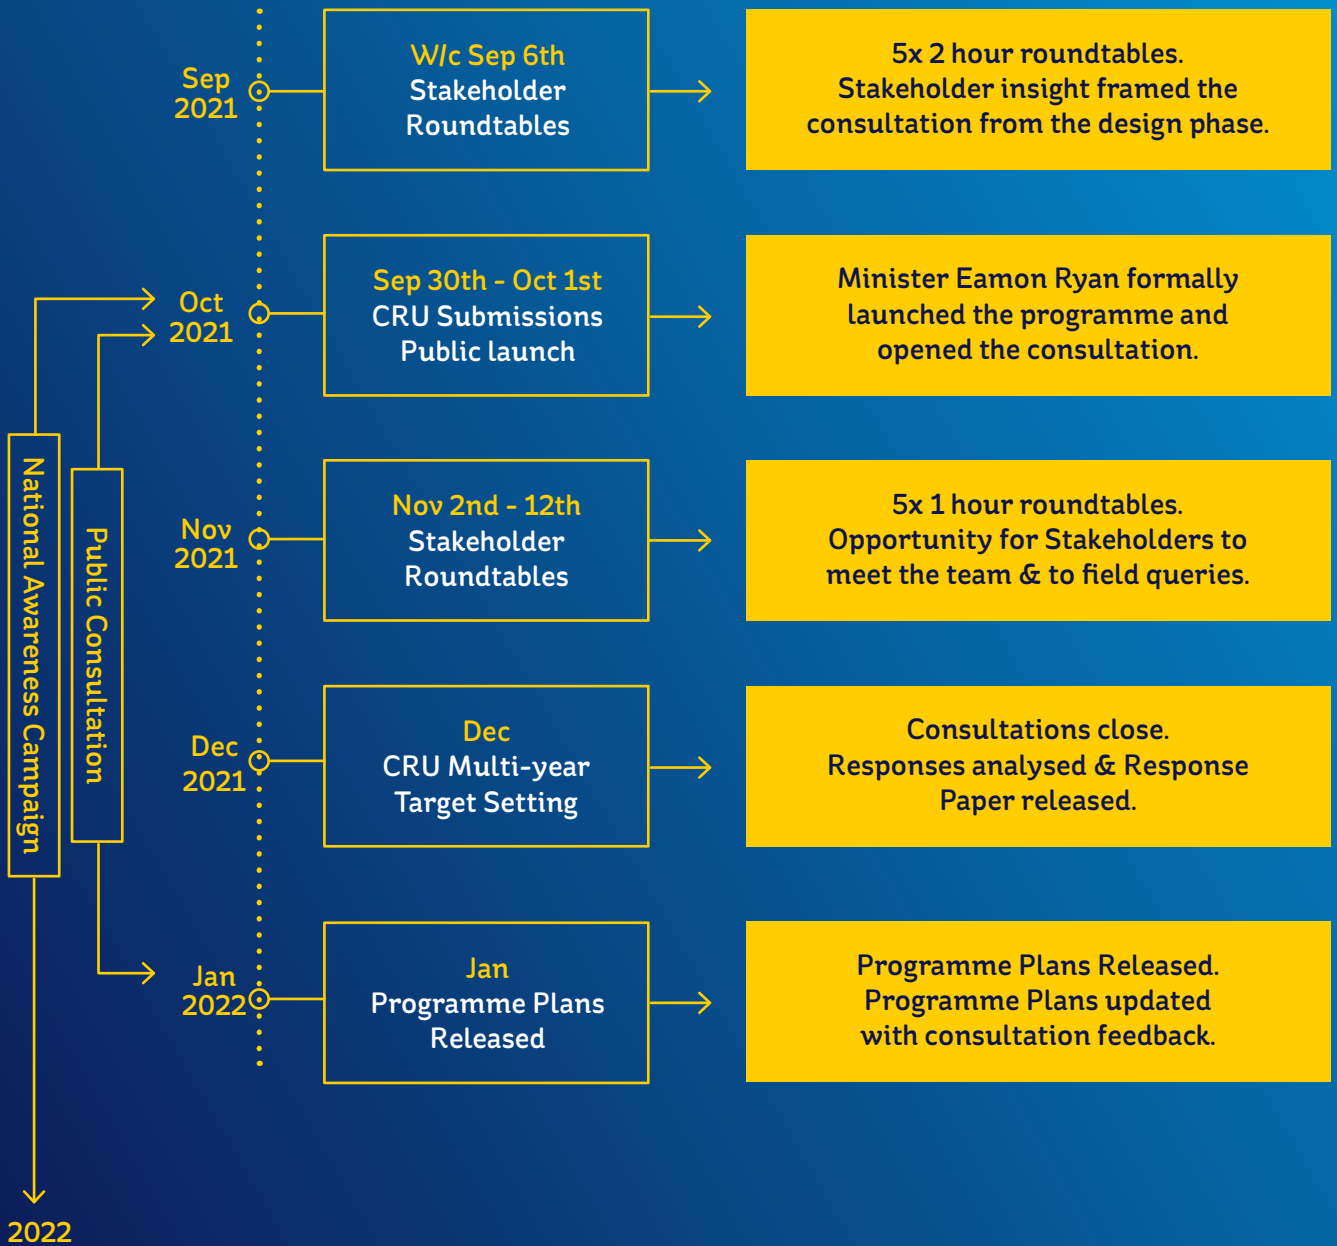 Sep
2021
W/c Sep 6th
Stakeholder
Roundtables
5x 2 hour roundtables.
Stakeholder insight framed the
consultation from the design phase.
Oct
2021
Sep 30th - Oct 1st
CRU Submissions
Public launch
Minister Eamon Ryan formally
launched the programme and
opened the consultation.
National Awareness Campaign
Public Consultation
Nov
2021
Nov 2nd - 12th
Stakeholder
Roundtables
5x 1 hour roundtables.
Opportunity for Stakeholders to
meet the team & to field queries.
Dec
2021
Dec
CRU Multi-year
Target Setting
Consultations close.
Responses analysed & Response
Paper released.
Jan
2022
Jan
Programme Plans
Released
Programme Plans Released.
Programme Plans updated
with consultation feedback.
2022